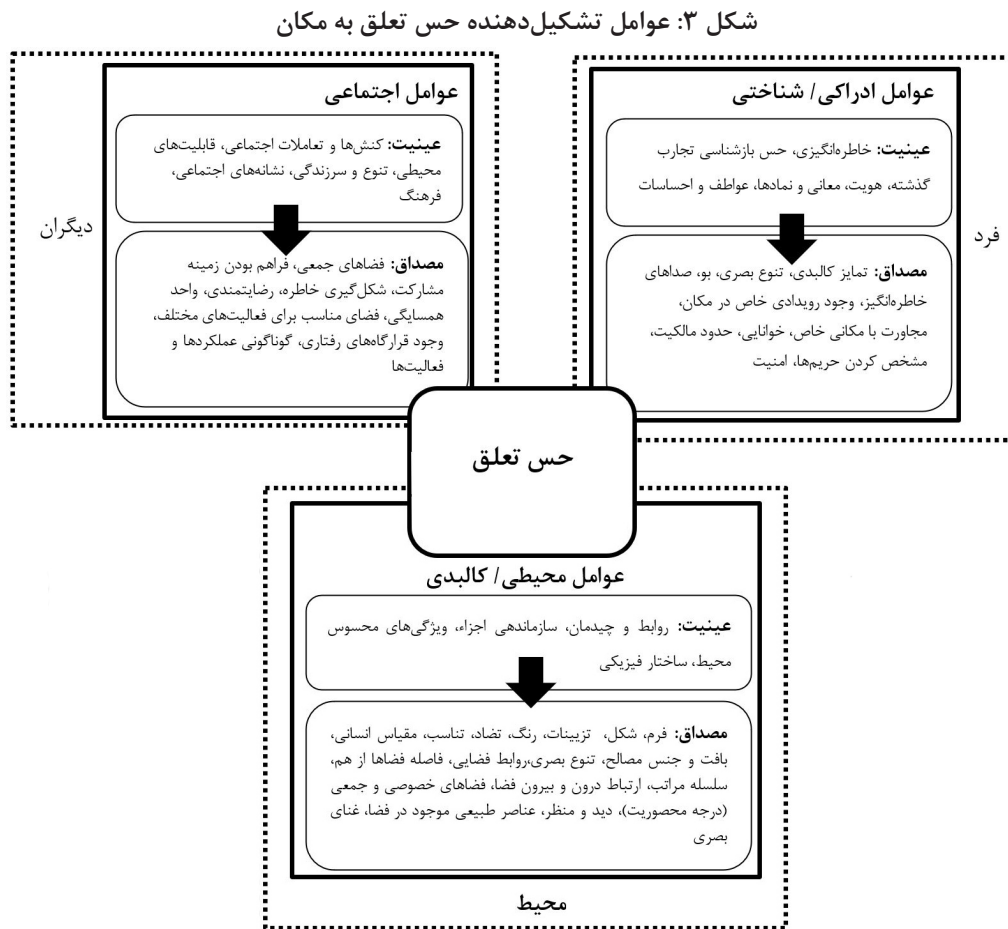 شکل ۳: عوامل تشکیل‌دهنده حس تعلق به مکان
عوامل ادراکی/ شناختی
عینیت: خاطره‌انگیزی، حس بازشناسی تجارب
گذشته، هویت، معانی و نمادها، عواطف و احساسات
مصداق: تمایز کالبدی، تنوع بصری، بو، صداهای
خاطره‌انگیز، وجود رویدادی خاص در مکان،
مجاورت با مکانی خاص، خوانایی، حدود مالکیت،
مشخص کردن حریم‌ها، امنیت
فرد
عوامل اجتماعی
عینیت: کنش‌ها و تعاملات اجتماعی، قابلیت‌های
محیطی، تنوع و سرزندگی، نشانه‌های اجتماعی،
فرهنگ
مصداق: فضاهای جمعی، فراهم بودن زمینه
مشارکت، شکل‌گیری خاطره، رضایتمندی، واحد
همسایگی، فضای مناسب برای فعالیت‌های مختلف،
وجود قرارگاه‌های رفتاری، گوناگونی عملکردها و
فعالیت‌ها
دیگران
حس تعلق
عوامل محیطی/ کالبدی
عینیت: روابط و چیدمان، سازماندهی اجزاء، ویژگی‌های محسوس
محیط، ساختار فیزیکی
مصداق: فرم، شکل، تزیینات، رنگ، تضاد، تناسب، مقیاس انسانی،
بافت و جنس مصالح، تنوع بصری،روابط فضایی، فاصله فضاها از هم،
سلسله مراتب، ارتباط درون و بیرون فضا، فضاهای خصوصی و جمعی
(درجه محصوریت)، دید و منظر، عناصر طبیعی موجود در فضا، غنای
بصری
محیط